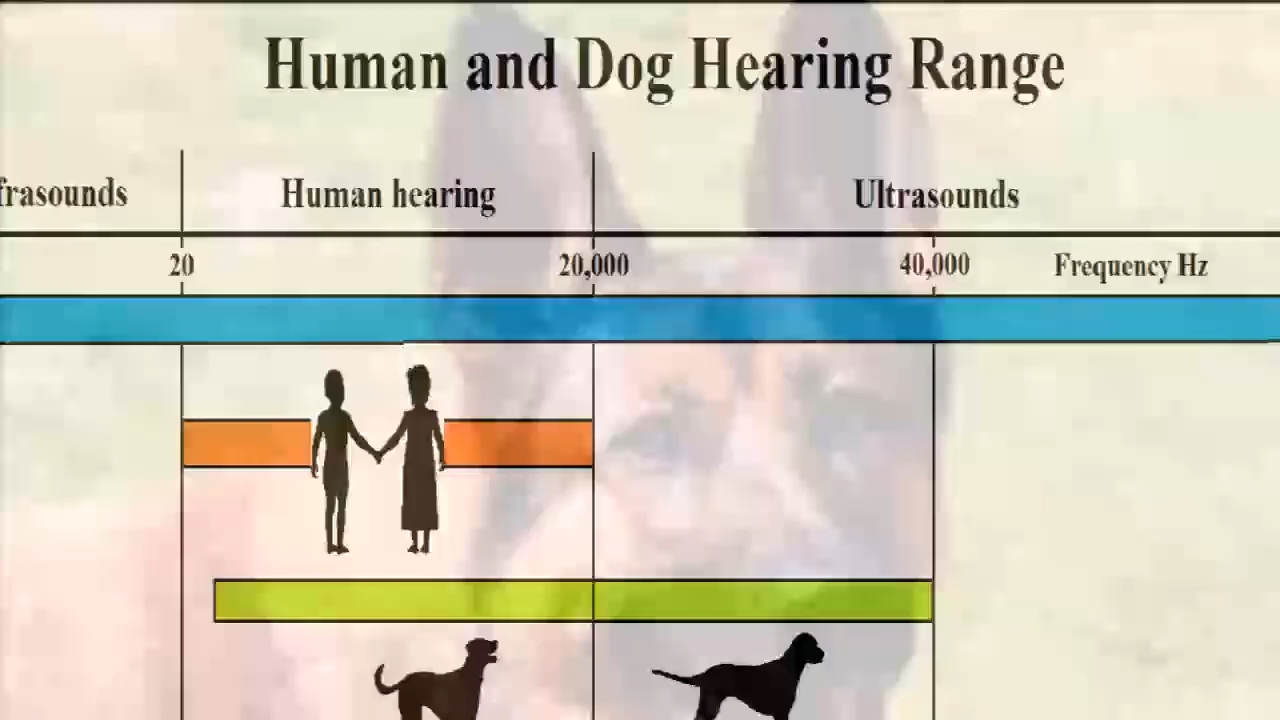 Human and Dog Hearing Range
frasounds Human hearing Ultrasounds
20 20,000 40,000 Frequency Hz